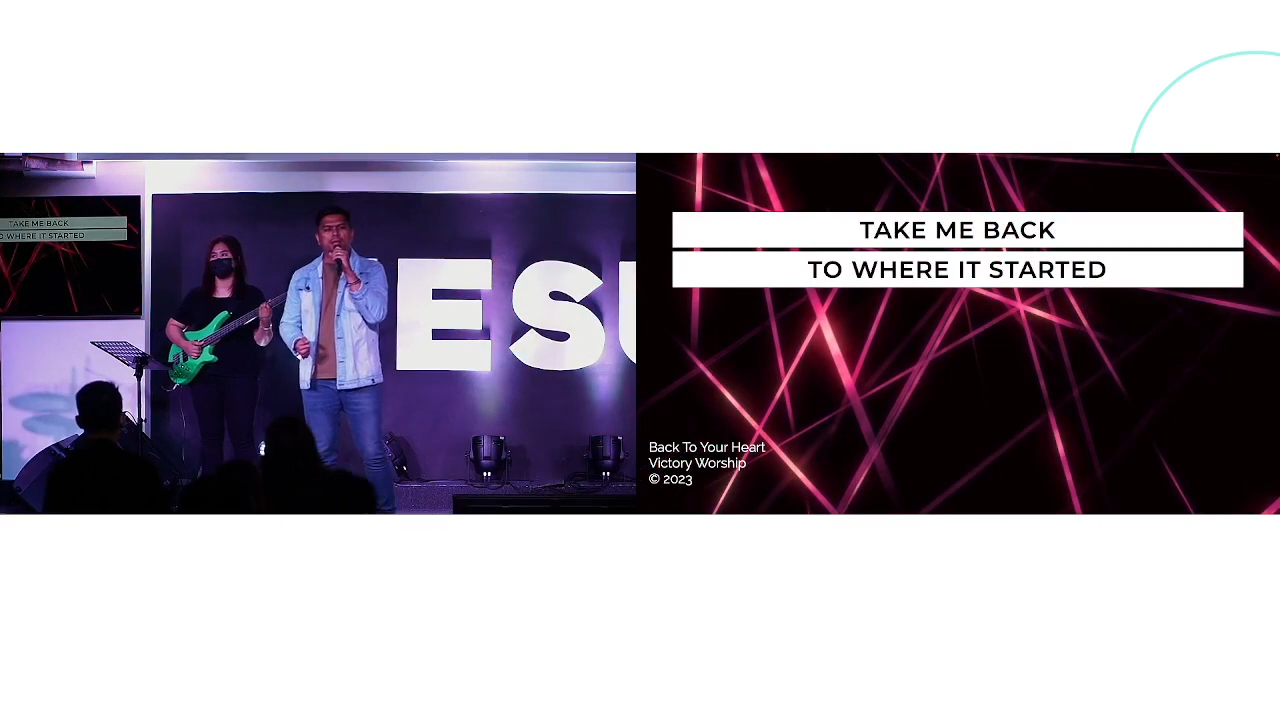 TAKE ME BACK
TO WHERE IT STARTED
ESU
TAKE ME BACK
TO WHERE IT STARTED
Back To Your Heart
Victory Worship
© 2023